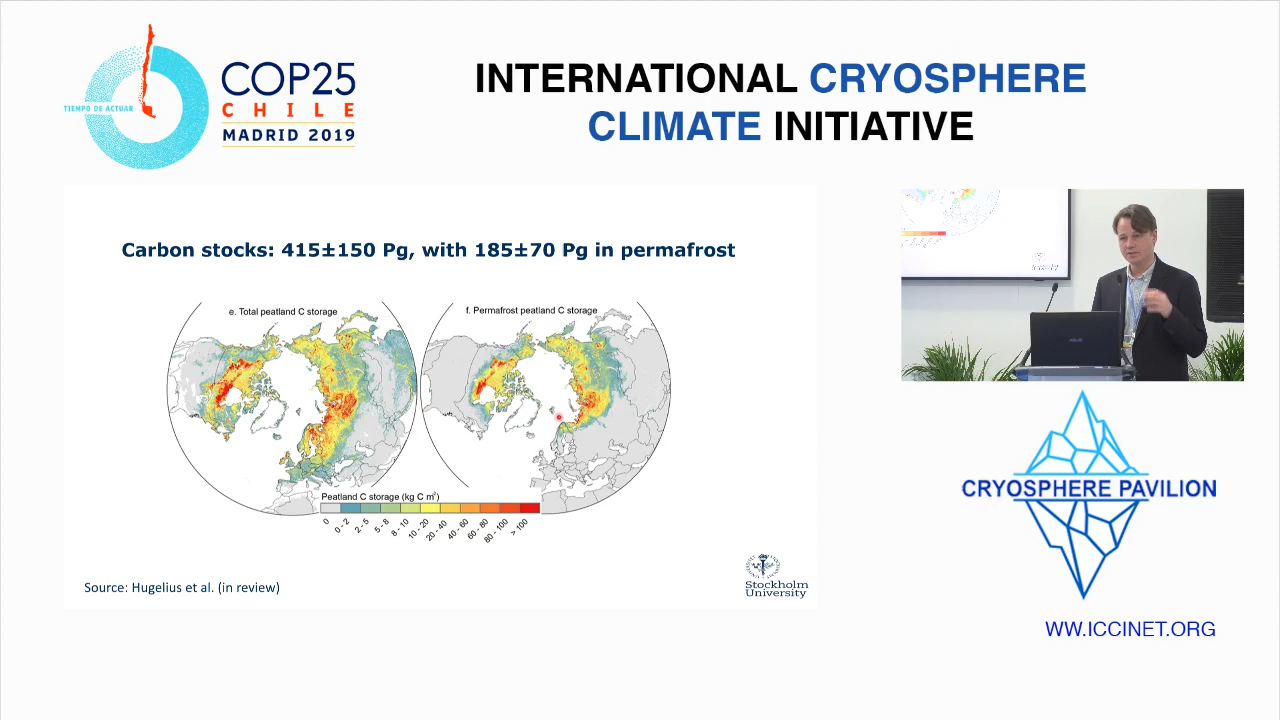 TIEMPO DE ACTUAR
COP25
CHILE
MADRID 2019
INTERNATIONAL CRYOSPHERE
CLIMATE INITIATIVE
Carbon stocks: 415±150 Pg, with 185±70 Pg in permafrost
e. Total peatland C storage
f. Permafrost peatland C storage
Peatland C storage (kg C m²)
0
0 - 2
2 - 5
5 - 8
8 - 10
10 - 20
20 - 40
40 - 60
60 - 80
80 - 100
> 100
Source: Hugelius et al. (in review)
Stockholm
University
CRYOSPHERE PAVILION
WW.ICCINET.ORG